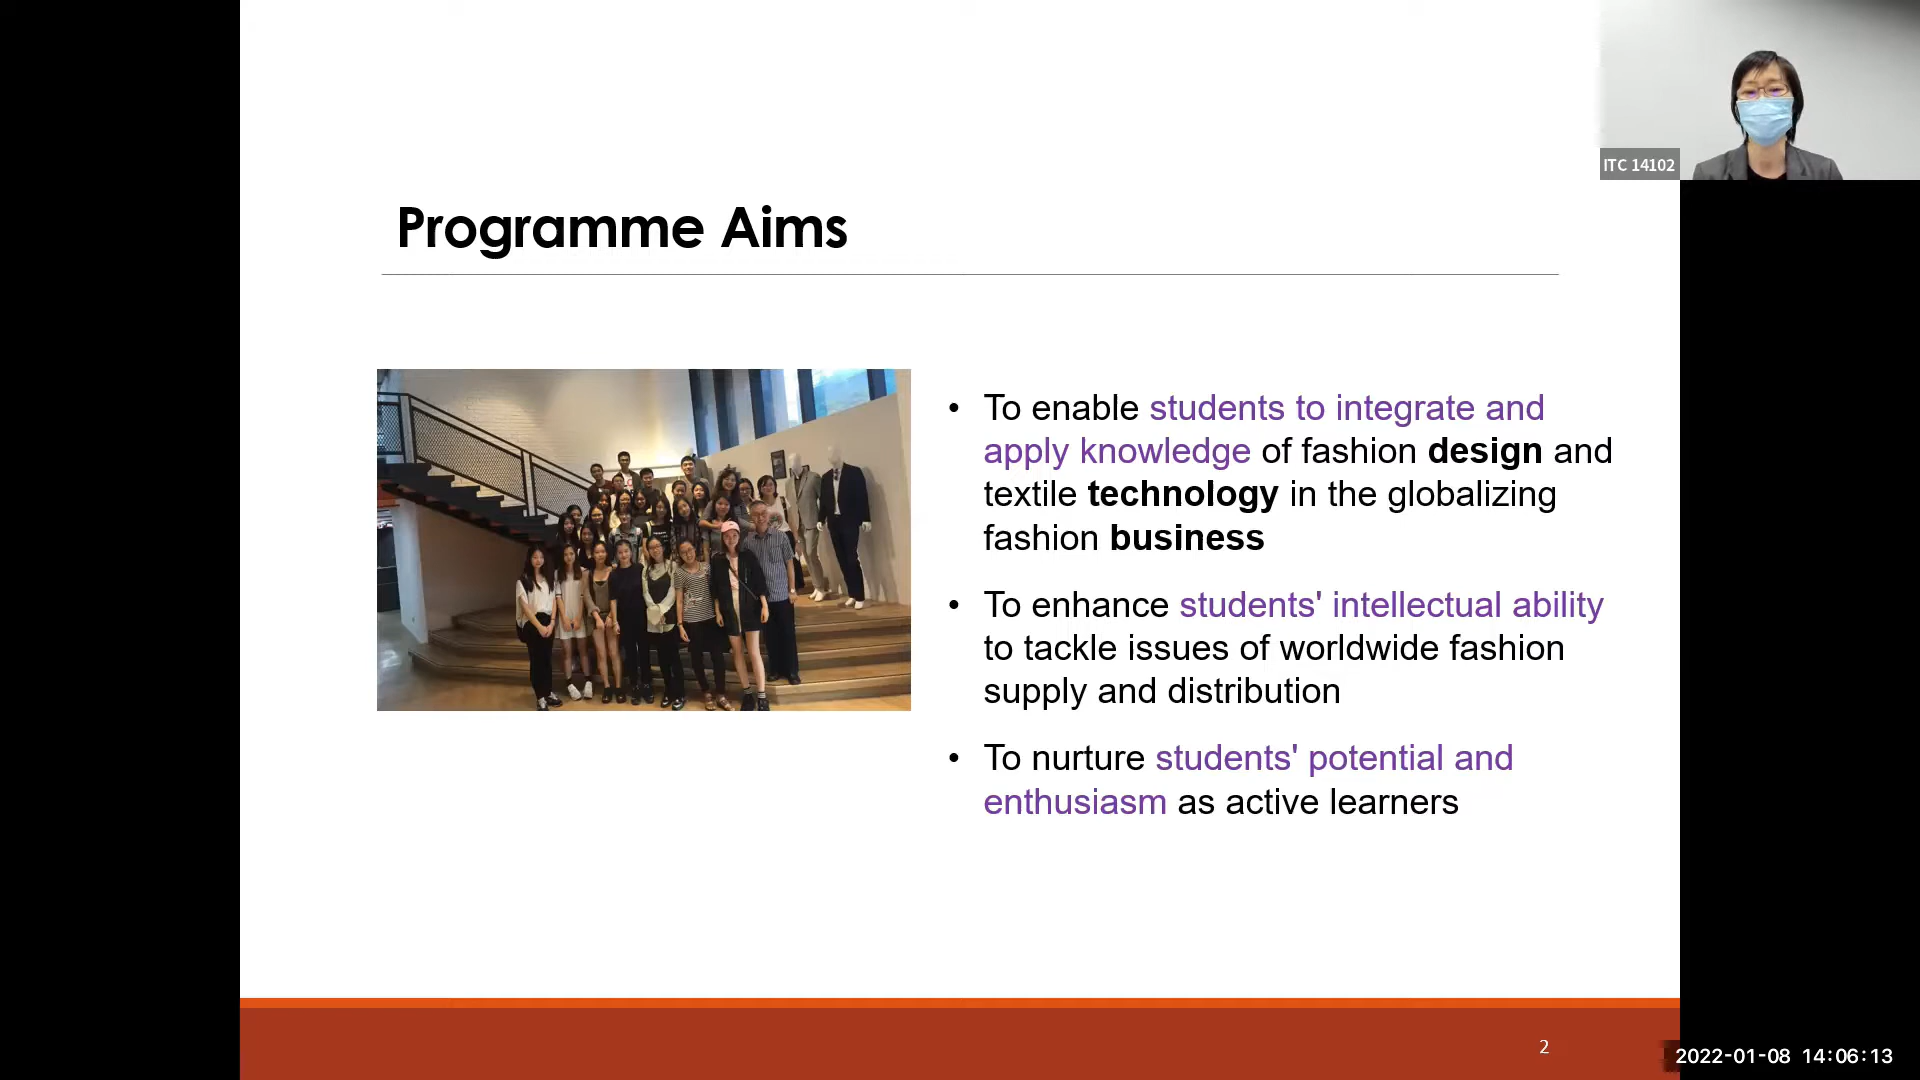 ITC 14102
Programme Aims
• To enable students to integrate and
apply knowledge of fashion design and
textile technology in the globalizing
fashion business
• To enhance students' intellectual ability
to tackle issues of worldwide fashion
supply and distribution
• To nurture students' potential and
enthusiasm as active learners
2
2022-01-08 14:06:13